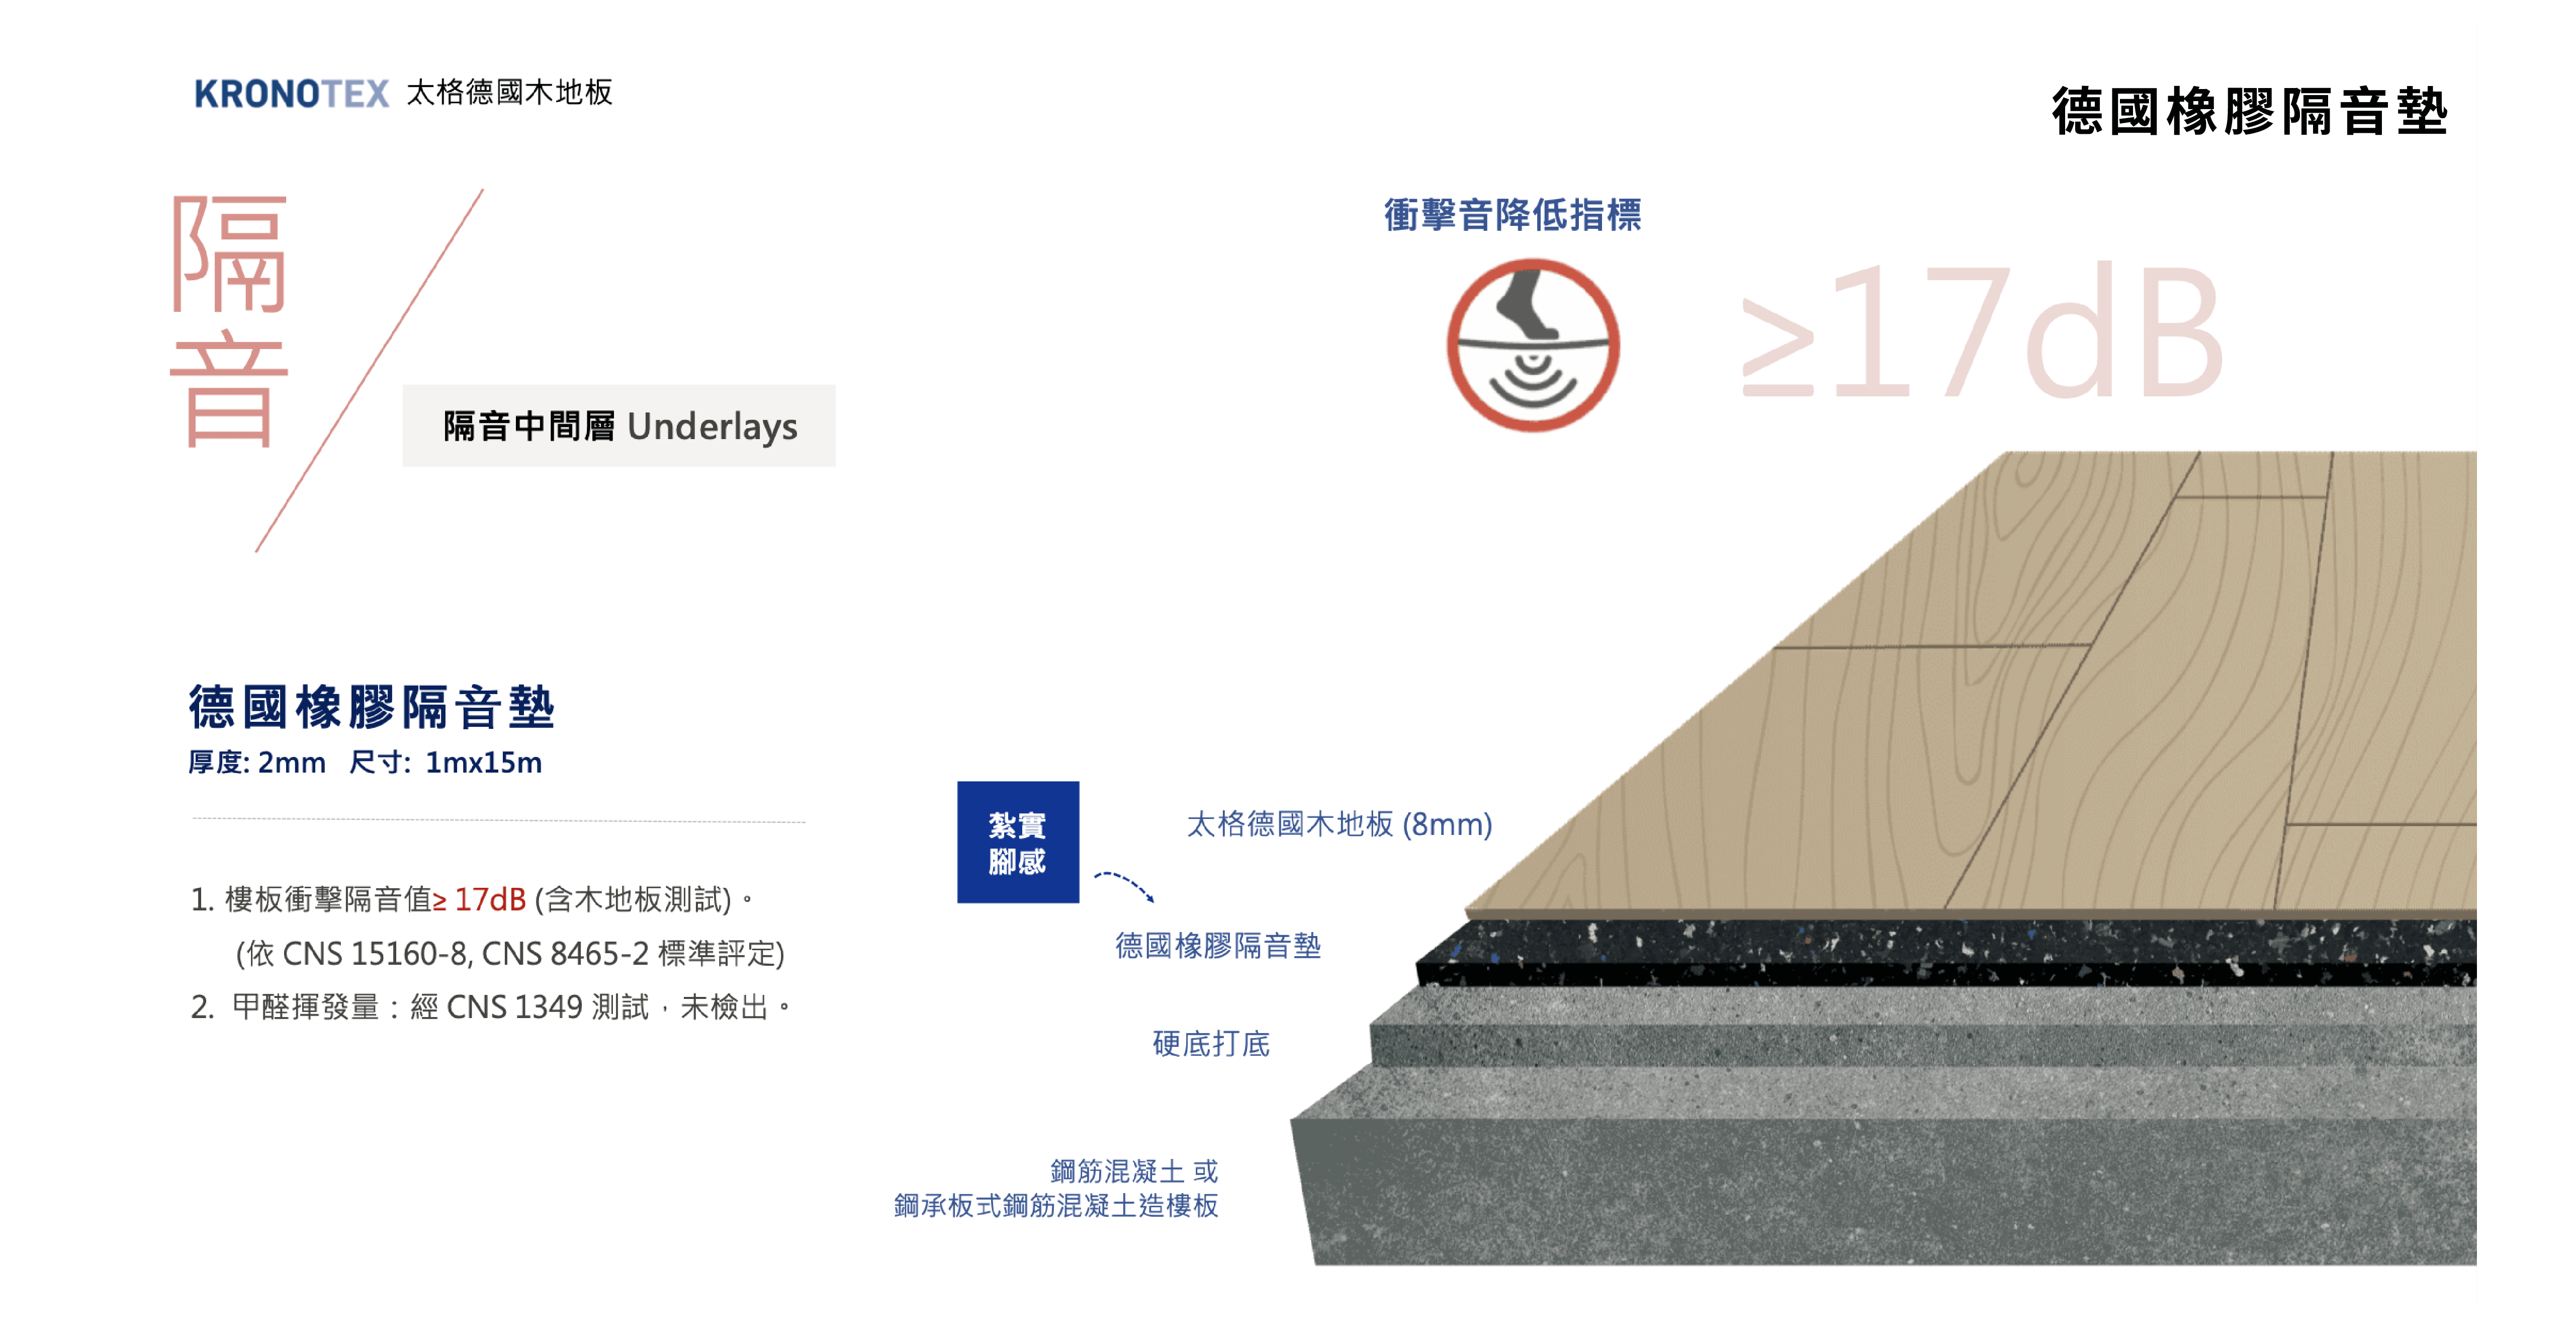 KRONOTEX 太格德國木地板
德國橡膠隔音墊
隔音
衝擊音降低指標
≥17dB
隔音中間層 Underlays
德國橡膠隔音墊
厚度: 2mm 尺寸: 1mx15m
1. 樓板衝擊隔音值≥ 17dB (含木地板測試)。
(依 CNS 15160-8, CNS 8465-2 標準評定)
2. 甲醛揮發量：經 CNS 1349 測試，未檢出。
紮實
腳感
太格德國木地板 (8mm)
德國橡膠隔音墊
硬底打底
鋼筋混凝土 或
鋼承板式鋼筋混凝土造樓板